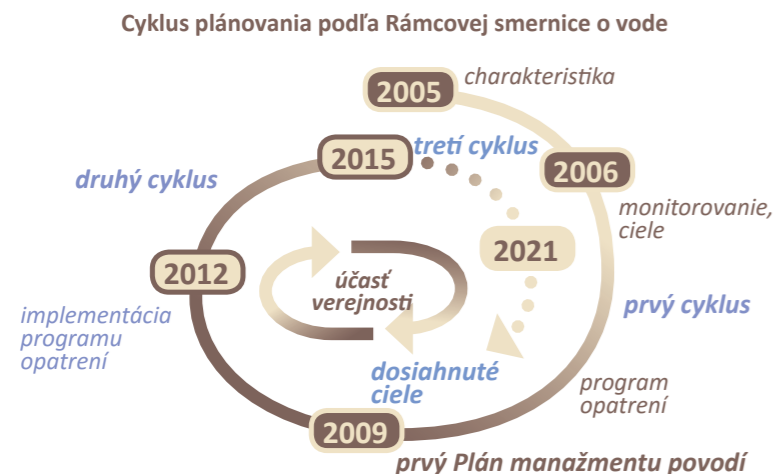 Cyklus plánovania podľa Rámcovej smernice o vode
2005
charakteristika
2015
tretí cyklus
2006
druhý cyklus
monitorovanie,
ciele
2021
2012
účasť
verejnosti
implementácia
programu
opatrení
prvý cyklus
dosiahnuté
ciele
program
opatrení
2009
prvý Plán manažmentu povodí